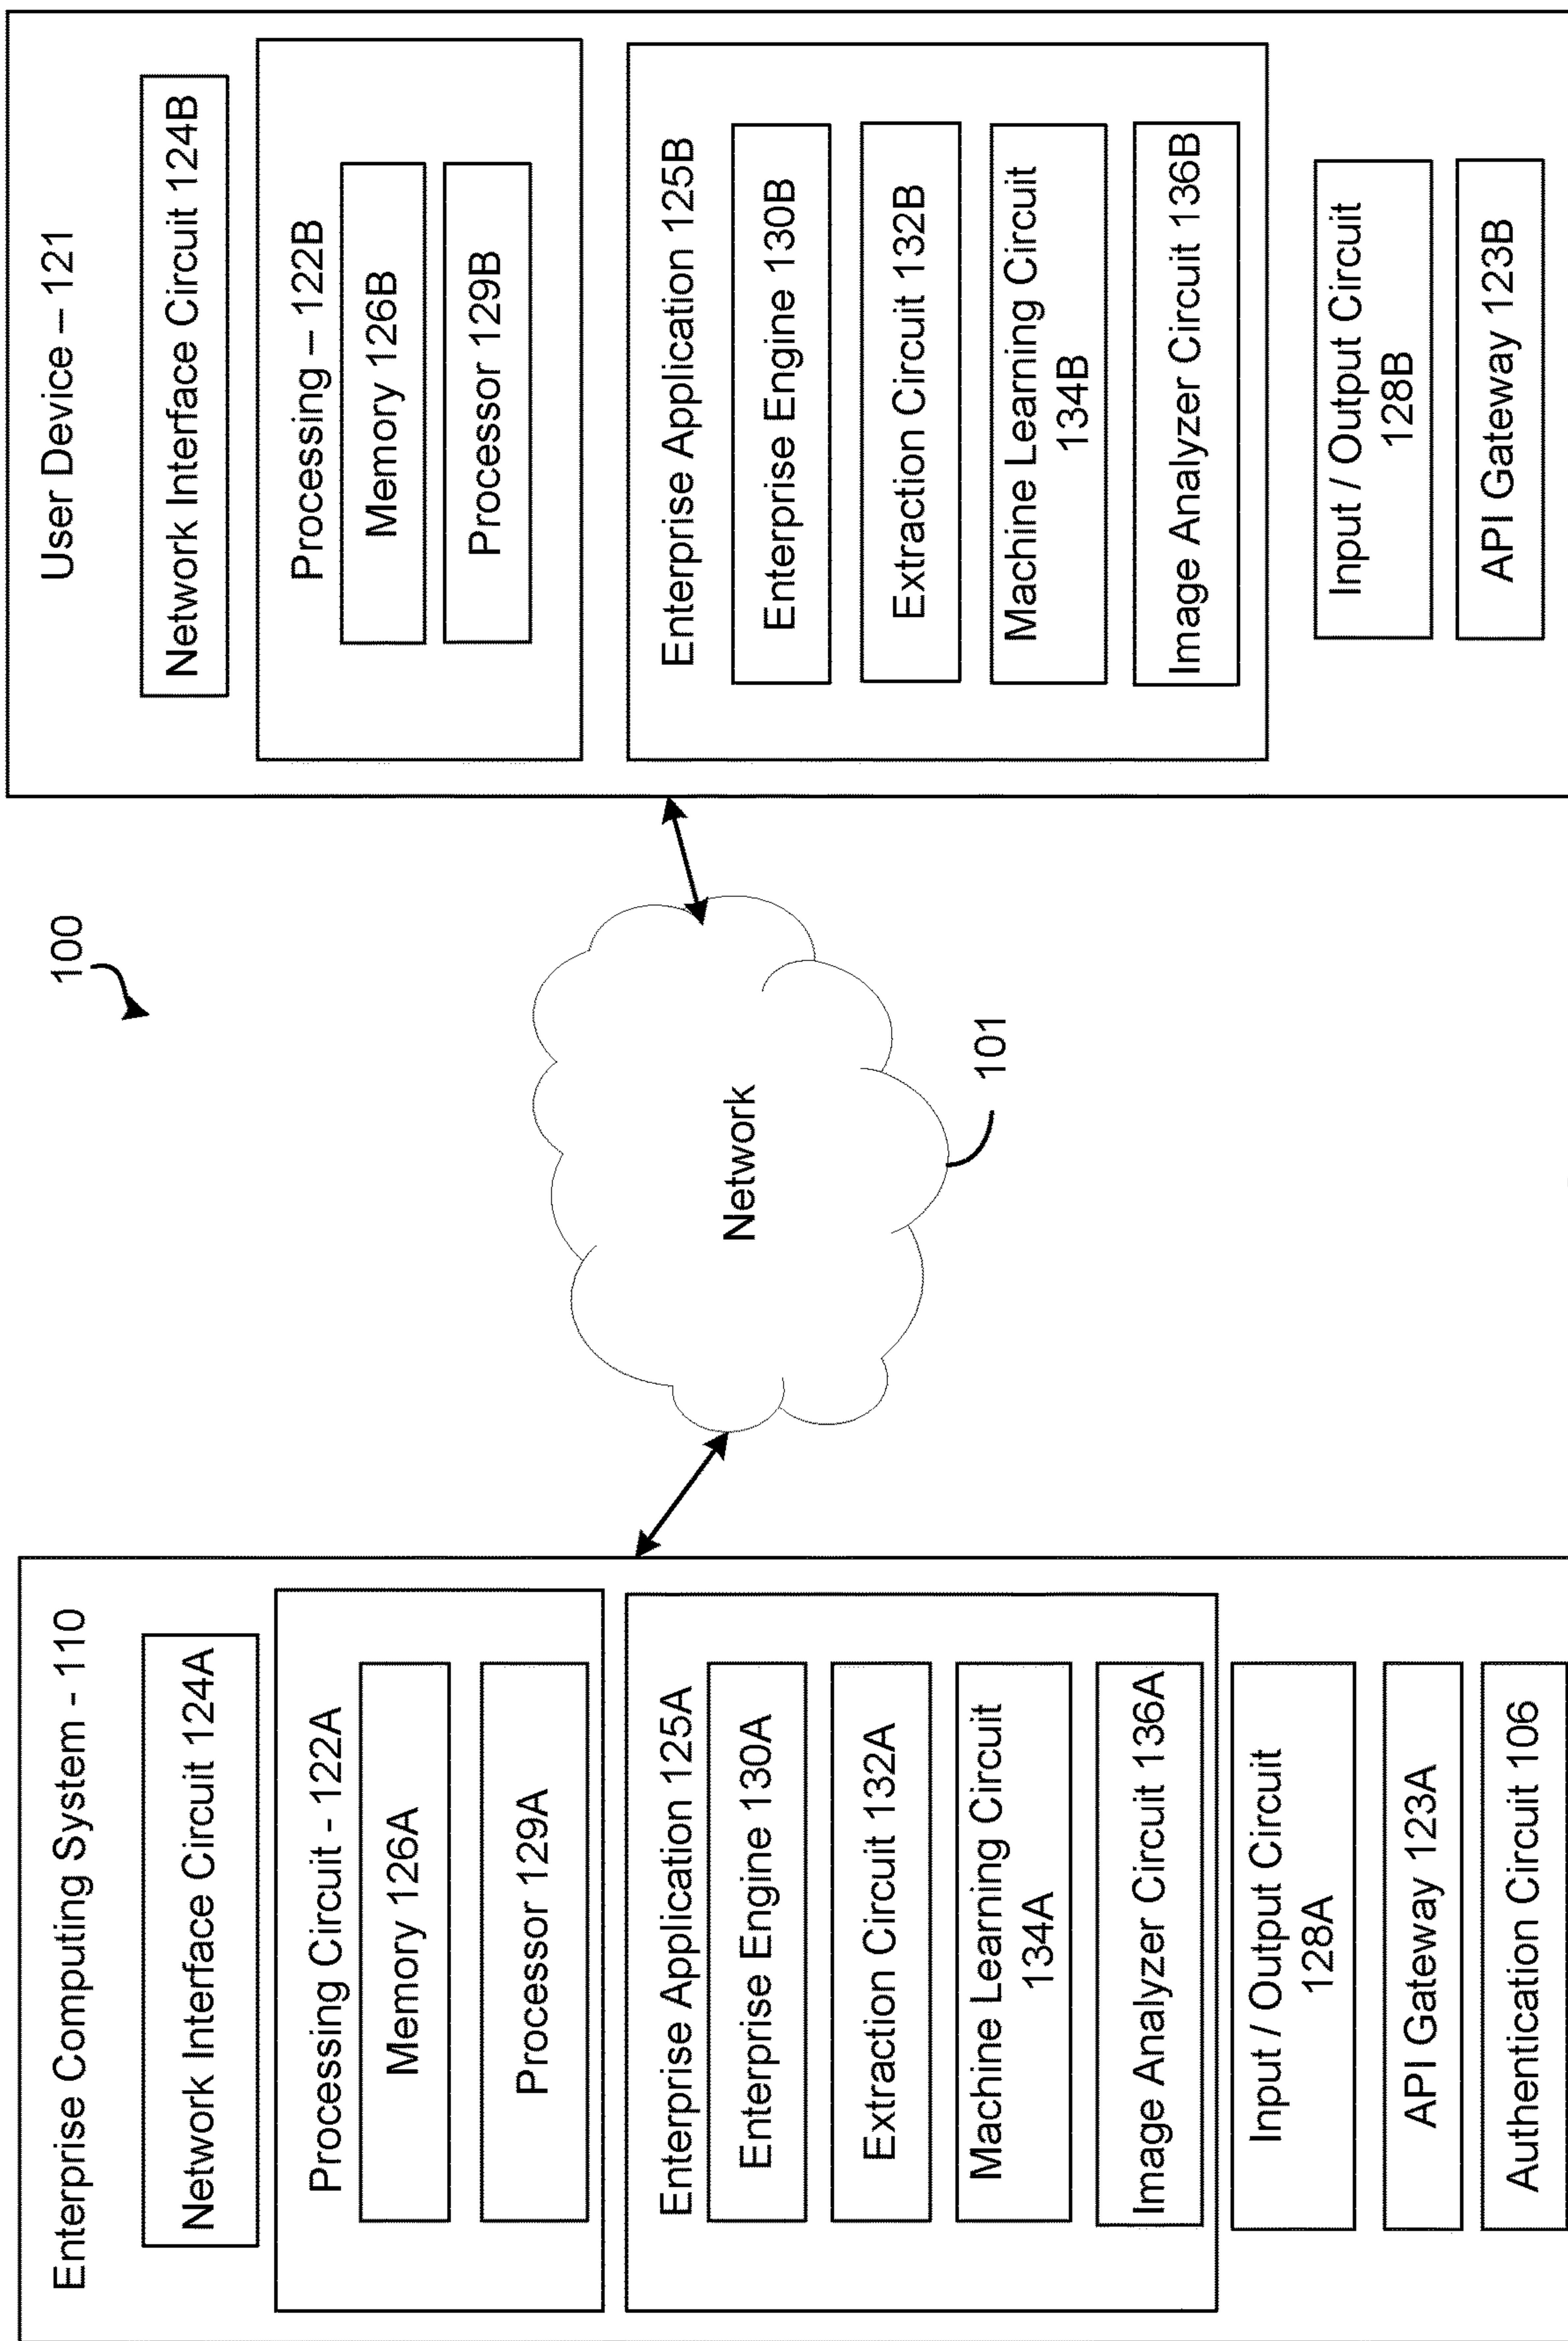 100
Enterprise Computing System - 110
Network Interface Circuit 124A
Processing Circuit - 122A
Memory 126A
Processor 129A
Enterprise Application 125A
Enterprise Engine 130A
Extraction Circuit 132A
Machine Learning Circuit
134A
Image Analyzer Circuit 136A
Input / Output Circuit
128A
API Gateway 123A
Authentication Circuit 106
Network
101
User Device – 121
Network Interface Circuit 124B
Processing – 122B
Memory 126B
Processor 129B
Enterprise Application 125B
Enterprise Engine 130B
Extraction Circuit 132B
Machine Learning Circuit
134B
Image Analyzer Circuit 136B
Input / Output Circuit
128B
API Gateway 123B